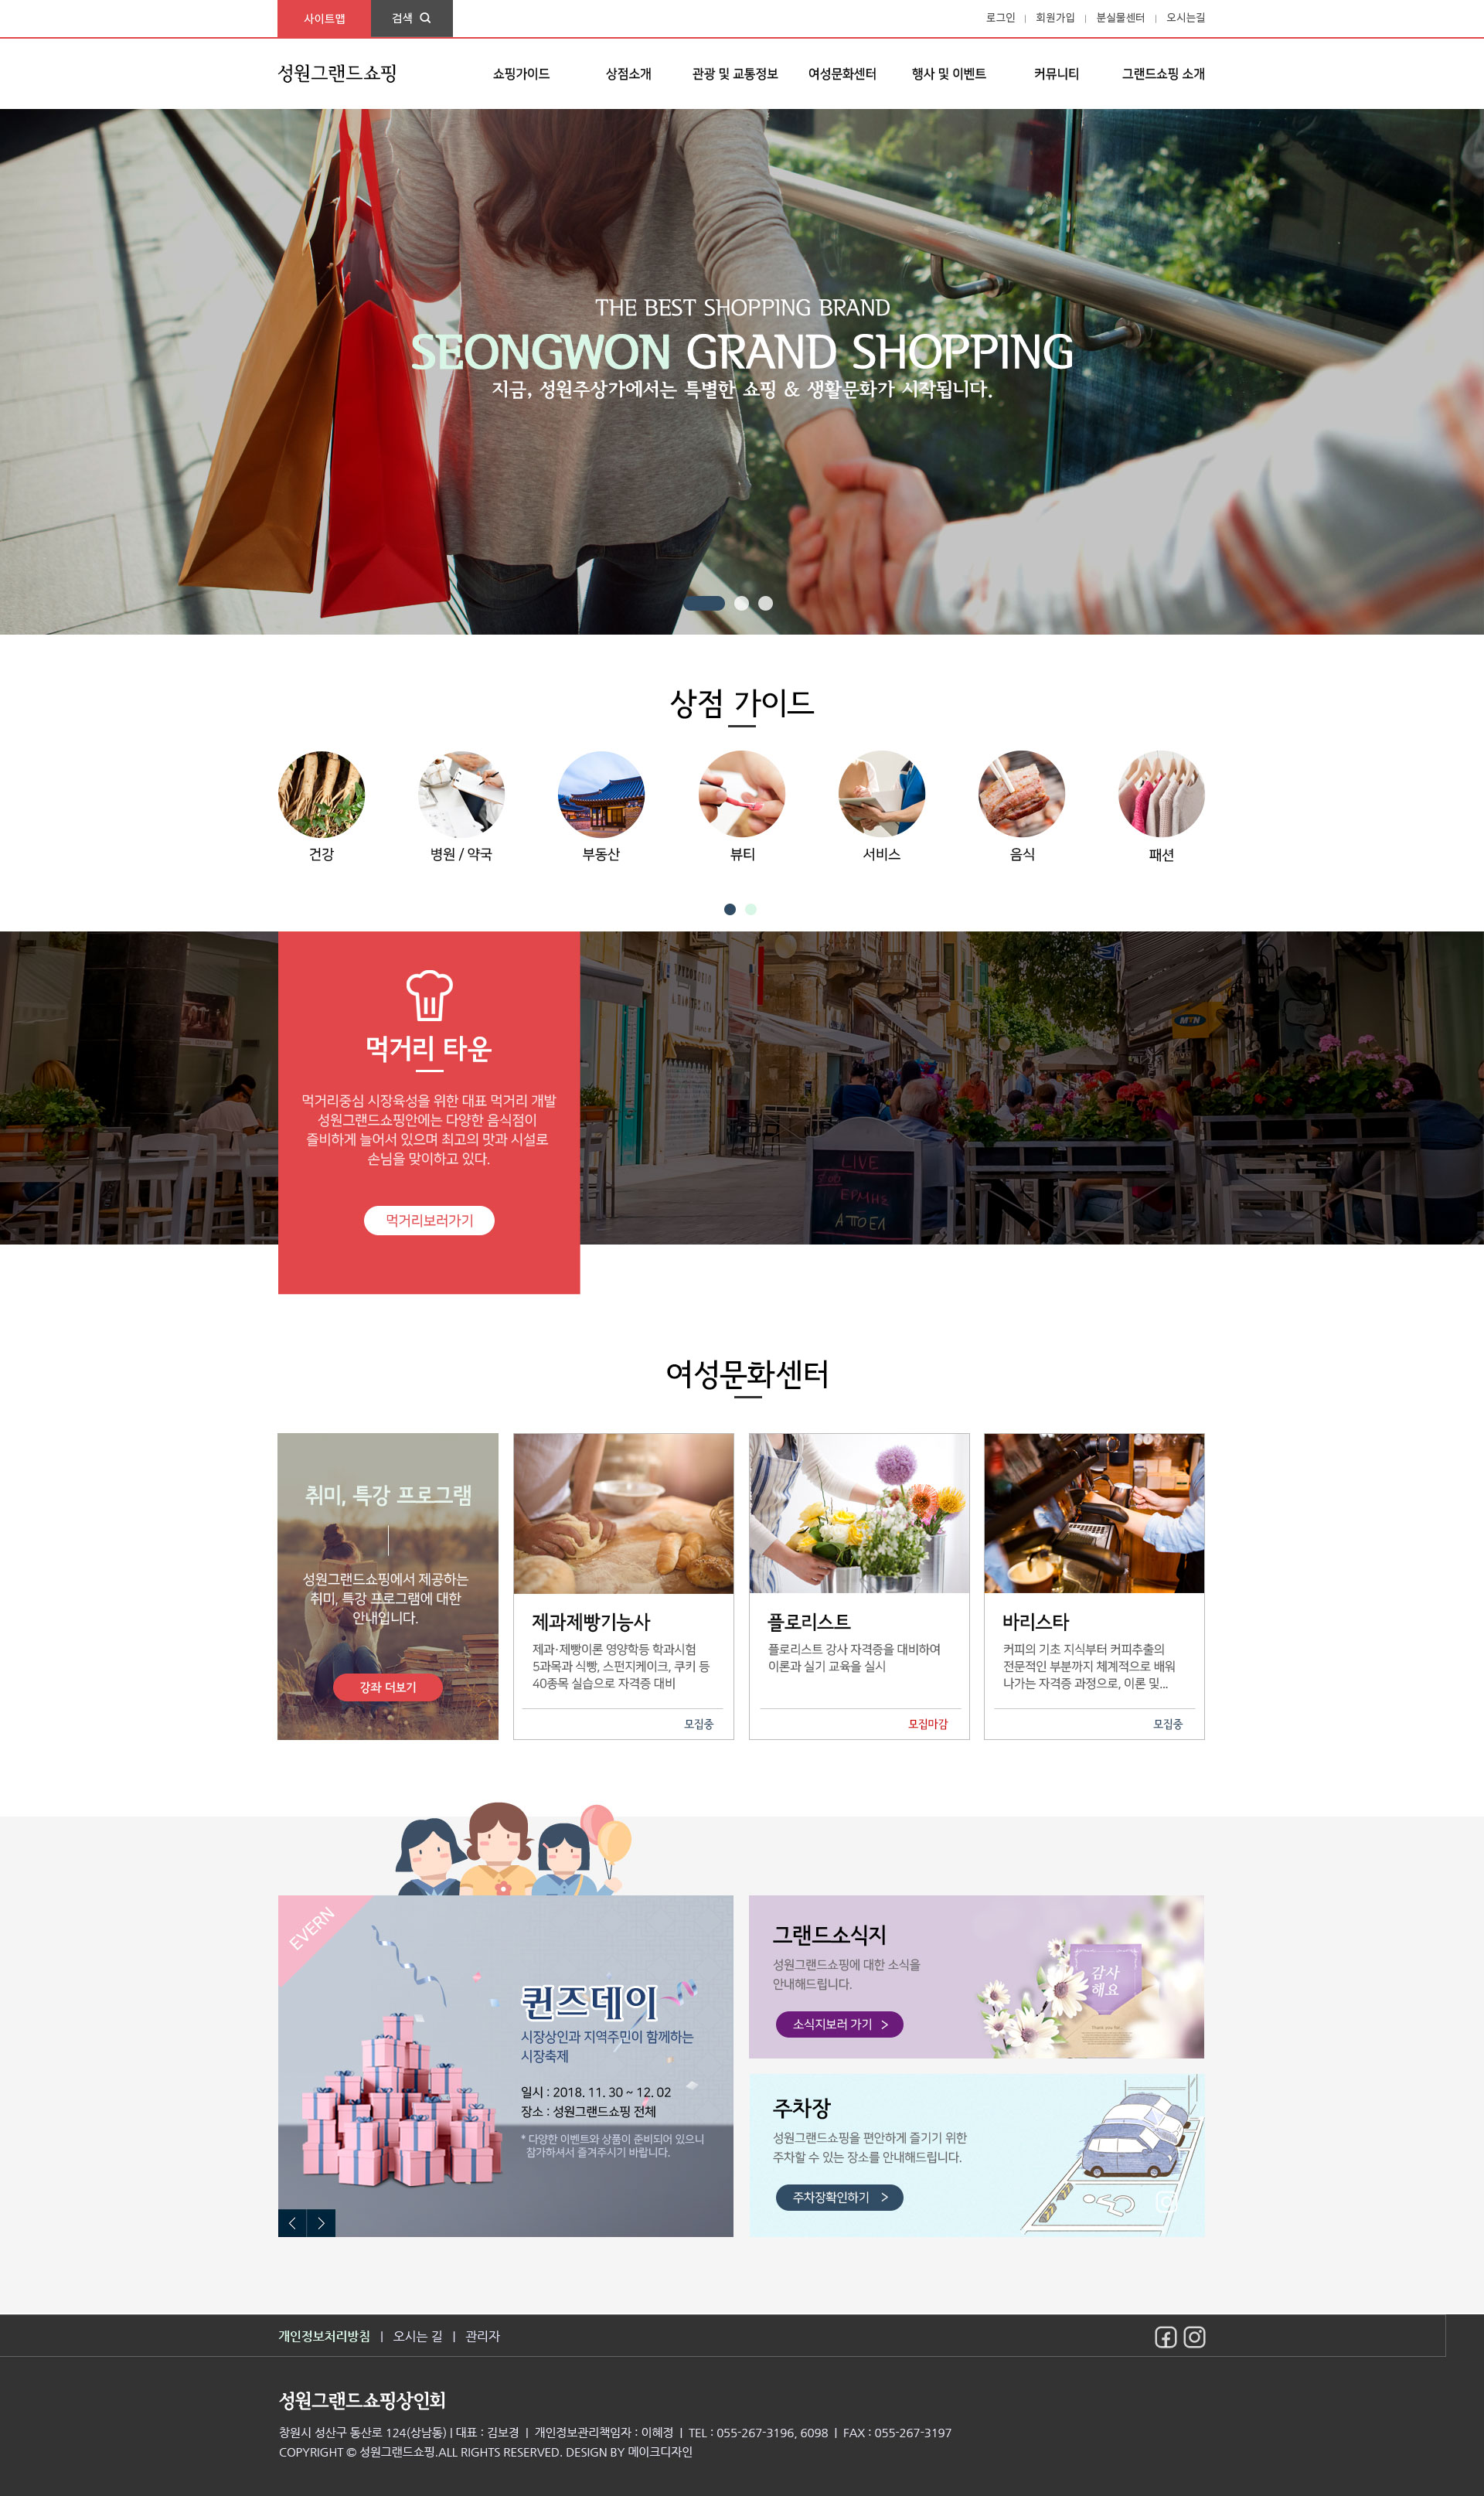 사이트맵
검색
로그인 | 회원가입 | 분실물센터 | 오시는길
성원그랜드쇼핑
쇼핑가이드
상점소개
관광 및 교통정보
여성문화센터
행사 및 이벤트
커뮤니티
그랜드쇼핑 소개
THE BEST SHOPPING BRAND
SEONGWON GRAND SHOPPING
지금, 성원주상가에서는 특별한 쇼핑 & 생활문화가 시작됩니다.
상점 가이드
건강
병원 / 약국
부동산
뷰티
서비스
음식
패션
먹거리 타운
먹거리중심 시장육성을 위한 대표 먹거리 개발
성원그랜드쇼핑안에는 다양한 음식점이
즐비하게 늘어서 있으며 최고의 맛과 시설로
손님을 맞이하고 있다.
먹거리보러가기
MTN
LIVE
ΕΡΜΗΣ
ΑΠΠΟΕΛ
여성문화센터
취미, 특강 프로그램
성원그랜드쇼핑에서 제공하는
취미, 특강 프로그램에 대한
안내입니다.
강좌 더보기
제과제빵기능사
제과·제빵이론 영양학등 학과시험
5과목과 식빵, 스펀지케이크, 쿠키 등
40종목 실습으로 자격증 대비
모집중
플로리스트
플로리스트 강사 자격증을 대비하여
이론과 실기 교육을 실시
모집마감
바리스타
커피의 기초 지식부터 커피추출의
전문적인 부분까지 체계적으로 배워
나가는 자격증 과정으로, 이론 및...
모집중
EVERN
퀸즈데이
시장상인과 지역주민이 함께하는
시장축제
일시 : 2018. 11. 30 ~ 12. 02
장소 : 성원그랜드쇼핑 전체
* 다양한 이벤트와 상품이 준비되어 있으니
참가하셔서 즐겨주시기 바랍니다.
그랜드소식지
성원그랜드쇼핑에 대한 소식을
안내해드립니다.
소식지보러 가기 >
감사
해요
Thank you for
주차장
성원그랜드쇼핑을 편안하게 즐기기 위한
주차할 수 있는 장소를 안내해드립니다.
주차장확인하기 >
개인정보처리방침 | 오시는 길 | 관리자
성원그랜드쇼핑상인회
창원시 성산구 동산로 124(상남동) | 대표 : 김보경 | 개인정보관리책임자 : 이혜정 | TEL : 055-267-3196, 6098 | FAX : 055-267-3197
COPYRIGHT © 성원그랜드쇼핑.ALL RIGHTS RESERVED. DESIGN BY 메이크디자인